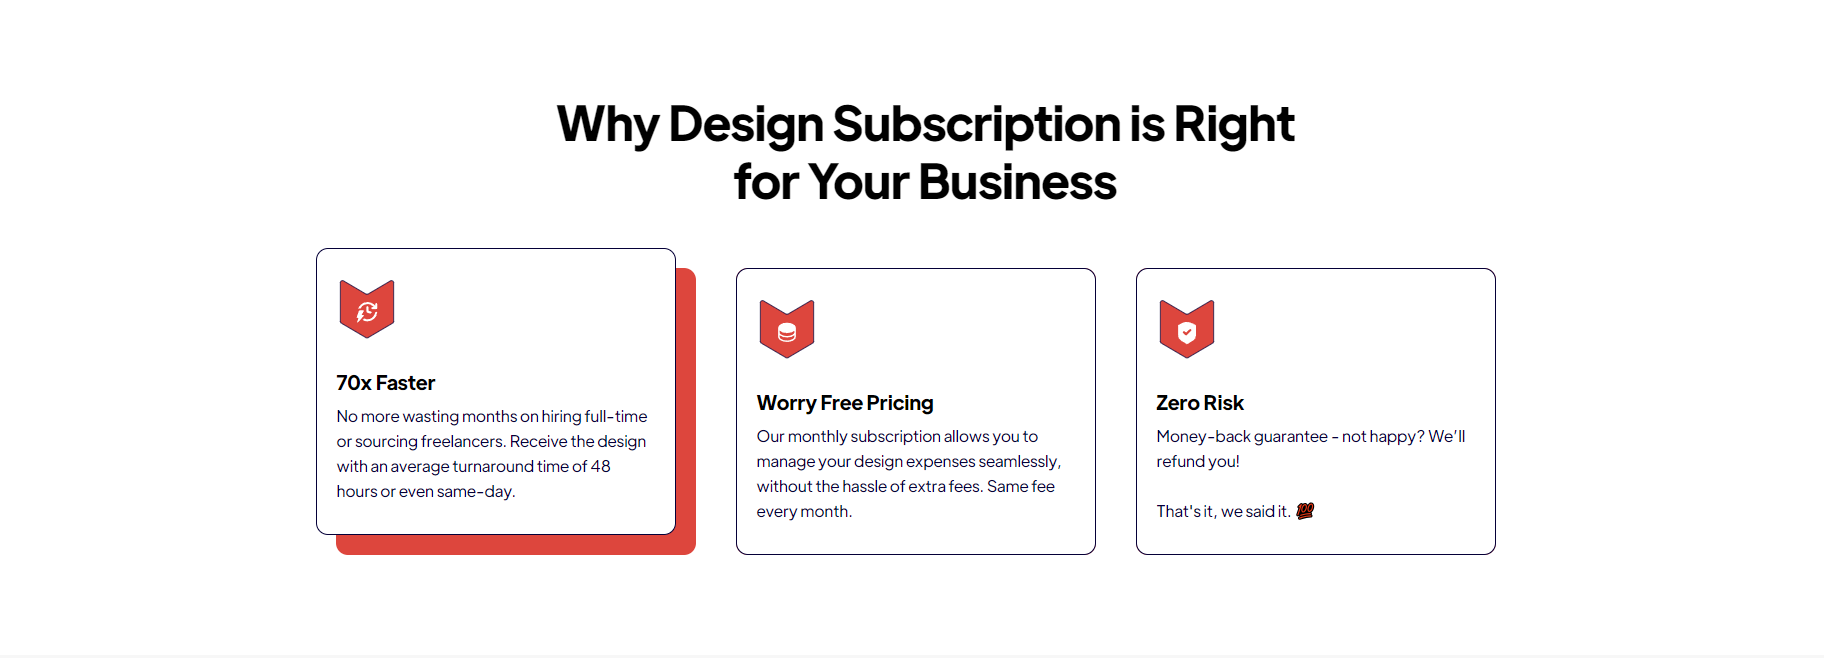 Why Design Subscription is Right
for Your Business
70x Faster
No more wasting months on hiring full-time
or sourcing freelancers. Receive the design
with an average turnaround time of 48
hours or even same-day.
Worry Free Pricing
Our monthly subscription allows you to
manage your design expenses seamlessly,
without the hassle of extra fees. Same fee
every month.
Zero Risk
Money-back guarantee - not happy? We’ll
refund you!
That's it, we said it. 💯